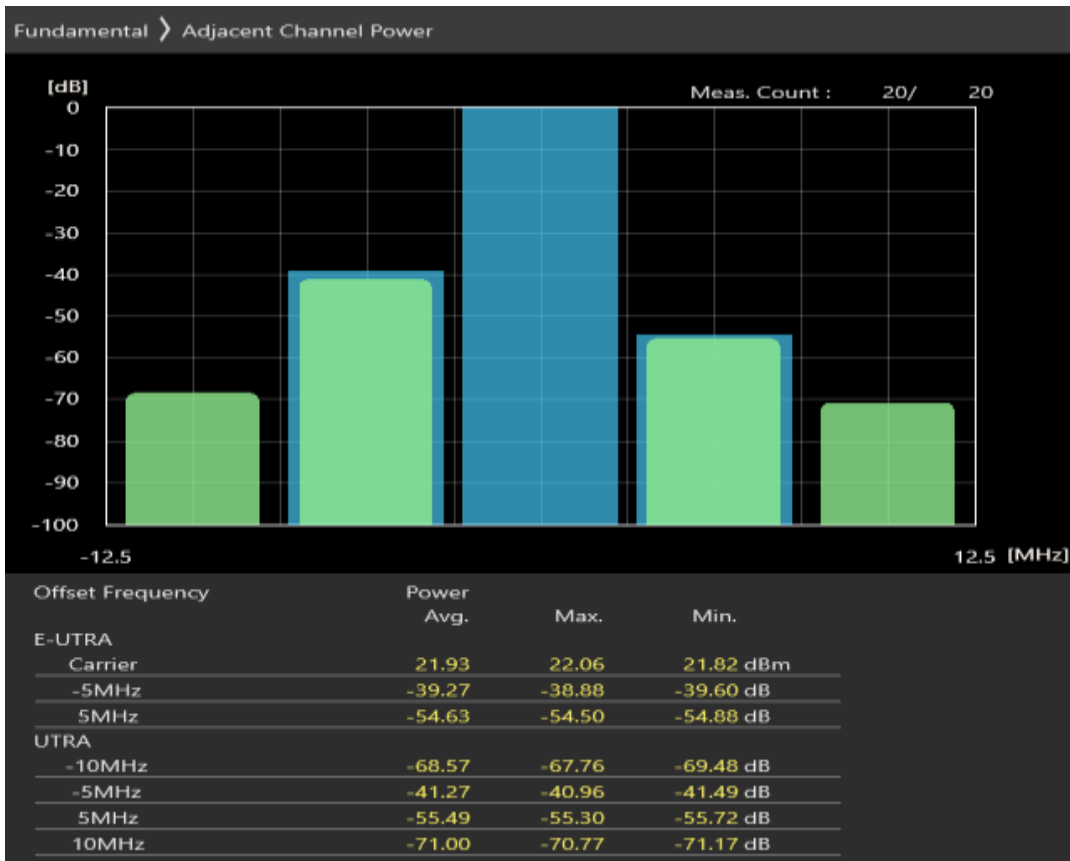 Fundamental ❯ Adjacent Channel Power
[dB]
Meas. Count : 20/ 20
0
-10
-20
-30
-40
-50
-60
-70
-80
-90
-100
-12.5 12.5 [MHz]
Offset Frequency Power
Avg. Max. Min.
E-UTRA
Carrier 21.93 22.06 21.82 dBm
-5MHz -39.27 -38.88 -39.60 dB
5MHz -54.63 -54.50 -54.88 dB
UTRA
-10MHz -68.57 -67.76 -69.48 dB
-5MHz -41.27 -40.96 -41.49 dB
5MHz -55.49 -55.30 -55.72 dB
10MHz -71.00 -70.77 -71.17 dB